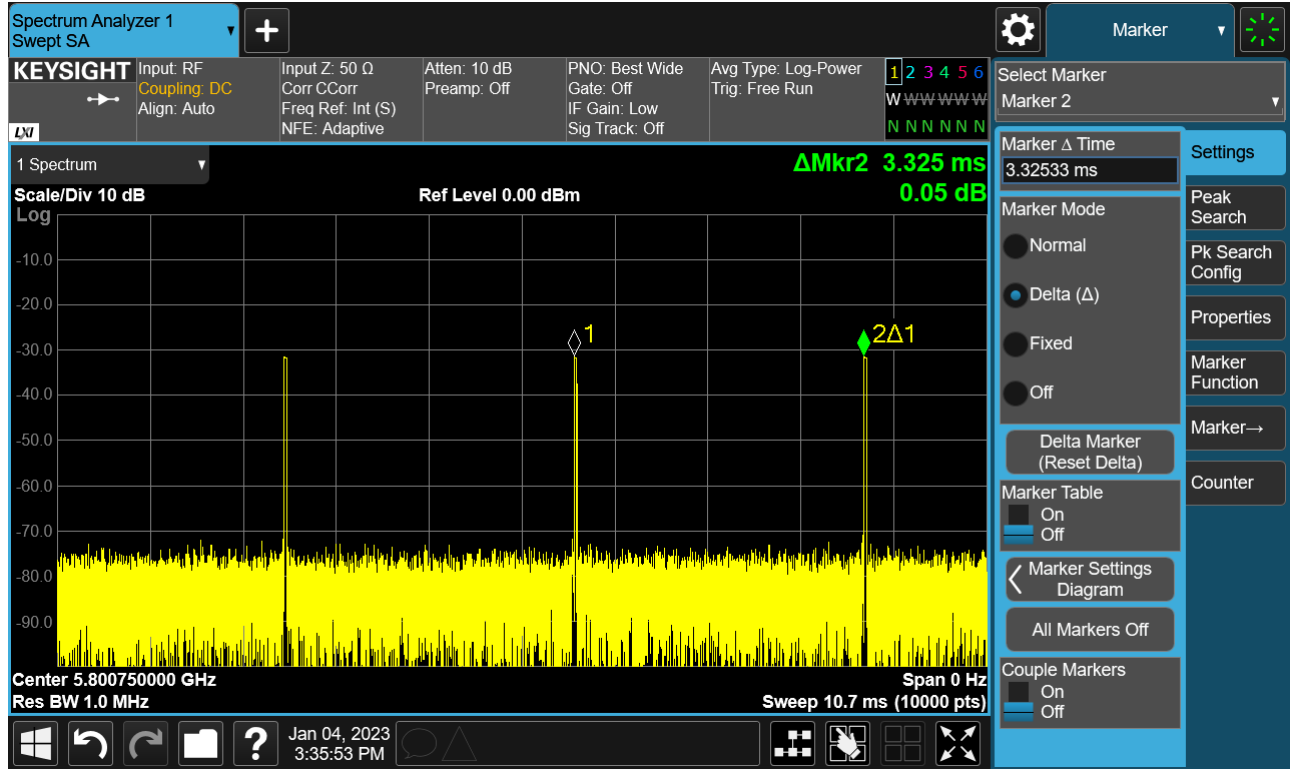 Spectrum Analyzer 1
Swept SA
Marker
KEYSIGHT
LXI
Input: RF
Coupling: DC
Align: Auto
Input Z: 50 Ω
Corr CCorr
Freq Ref: Int (S)
NFE: Adaptive
Atten: 10 dB
Preamp: Off
PNO: Best Wide
Gate: Off
IF Gain: Low
Sig Track: Off
Avg Type: Log-Power
Trig: Free Run
1 2 3 4 5 6
W W W W W W
N N N N N N
Select Marker
Marker 2
1 Spectrum
ΔMkr2 3.325 ms
0.05 dB
Scale/Div 10 dB
Ref Level 0.00 dBm
Log
-10.0
-20.0
-30.0
-40.0
-50.0
-60.0
-70.0
-80.0
-90.0
1
2Δ1
Center 5.800750000 GHz
Span 0 Hz
Res BW 1.0 MHz
Sweep 10.7 ms (10000 pts)
Marker Δ Time
3.32533 ms
Marker Mode
Normal
Delta (Δ)
Fixed
Off
Delta Marker
(Reset Delta)
Marker Table
On
Off
Marker Settings
Diagram
All Markers Off
Couple Markers
On
Off
Settings
Peak
Search
Pk Search
Config
Properties
Marker
Function
Marker→
Counter
?
Jan 04, 2023
3:35:53 PM